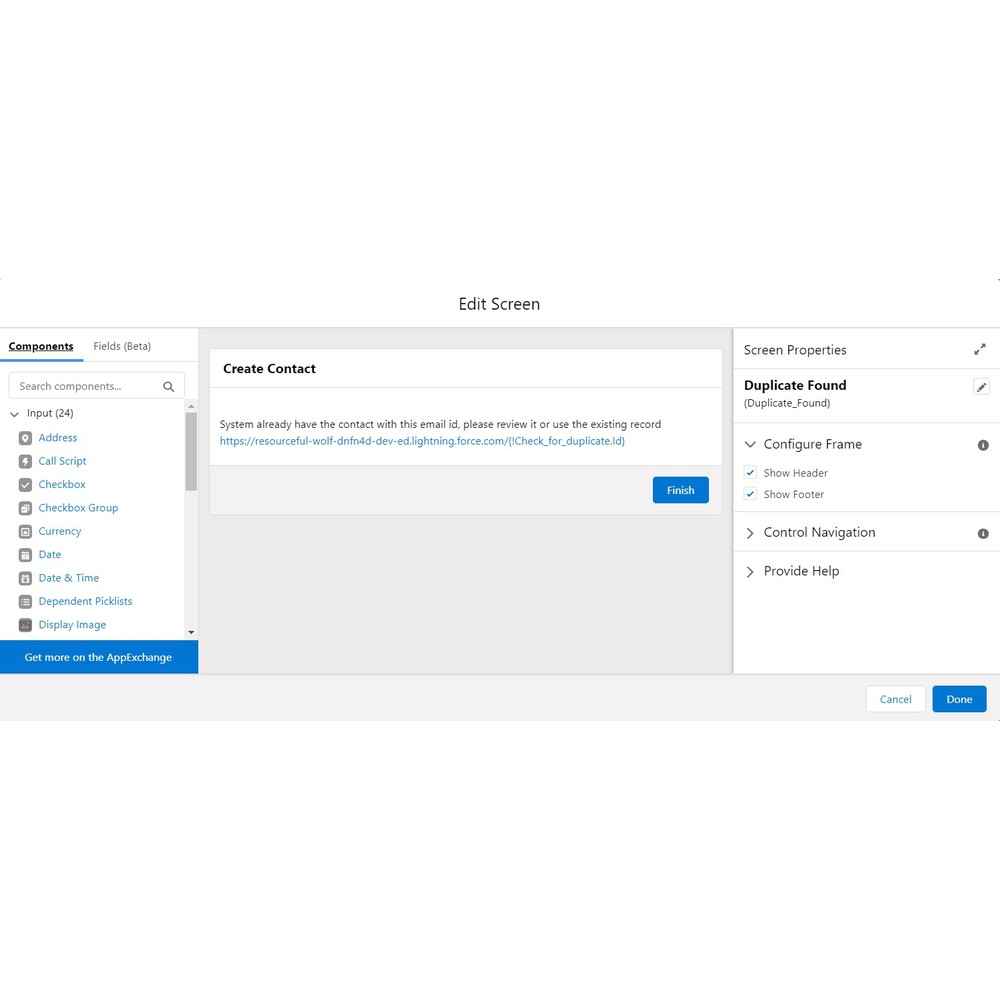 Edit Screen
Components
Fields (Beta)
Search components...
Input (24)
Address
Call Script
Checkbox
Checkbox Group
Currency
Date
Date & Time
Dependent Picklists
Display Image
Get more on the AppExchange
Create Contact
System already have the contact with this email id, please review it or use the existing record
https://resourceful-wolf-dnfn4d-dev-ed.lightning.force.com/{!Check_for_duplicate.Id}
Finish
Screen Properties
Duplicate Found
(Duplicate_Found)
Configure Frame
Show Header
Show Footer
Control Navigation
Provide Help
Cancel
Done